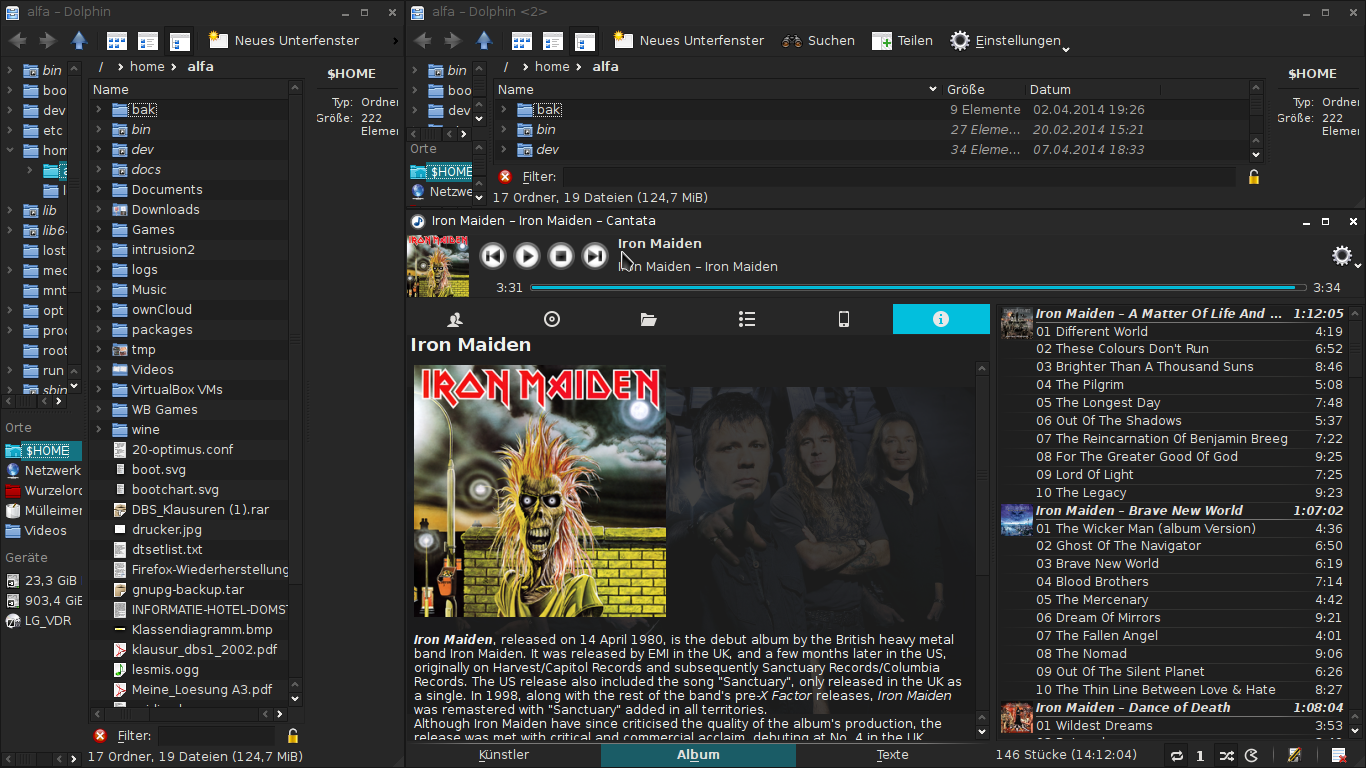 alfa – Dolphin
Neues Unterfenster
/ home alfa
bin
boo
dev
etc
hom
lib
lib6
lost
med
mnt
opt
proc
root
run
sbin
Orte
$HOME
Netzwerk
Wurzelord
Mülleimer
Videos
Geräte
23,3 GiB
903,4 GiE
LG_VDR
Name
bak
bin
dev
docs
Documents
Downloads
Games
intrusion2
logs
Music
ownCloud
packages
tmp
Videos
VirtualBox VMs
WB Games
wine
20-optimus.conf
boot.svg
bootchart.svg
DBS_Klausuren (1).rar
drucker.jpg
dtsetlist.txt
Firefox-Wiederherstellung
gnupg-backup.tar
INFORMATIE-HOTEL-DOMST
Klassendiagramm.bmp
klausur_dbs1_2002.pdf
lesmis.ogg
Meine_Loesung A3.pdf
Filter:
17 Ordner, 19 Dateien (124,7 MiB)
$HOME
Typ: Ordner
Größe: 222
Elemen
alfa – Dolphin <2>
Neues Unterfenster Suchen Teilen Einstellungen
/ home alfa
bin
boo
dev
Orte
$HOME
Netzwe
Name Größe Datum
bak 9 Elemente 02.04.2014 19:26
bin 27 Eleme... 20.02.2014 15:21
dev 34 Eleme... 07.04.2014 18:33
Filter:
17 Ordner, 19 Dateien (124,7 MiB)
$HOME
Typ: Ordner
Größe: 222
Elemen
Iron Maiden – Iron Maiden – Cantata
IRON MAIDEN
Iron Maiden
Iron Maiden – Iron Maiden
3:31 3:34
Iron Maiden
IRON MAIDEN
Iron Maiden, released on 14 April 1980, is the debut album by the British heavy metal
band Iron Maiden. It was released by EMI in the UK, and a few months later in the US,
originally on Harvest/Capitol Records and subsequently Sanctuary Records/Columbia
Records. The US release also included the song "Sanctuary", only released in the UK as
a single. In 1998, along with the rest of the band's pre-X Factor releases, Iron Maiden
was remastered with "Sanctuary" added in all territories.
Although Iron Maiden have since criticised the quality of the album's production, the
release was met with critical and commercial acclaim, debuting at No. 4 in the UK
Künstler Album Texte
Iron Maiden – A Matter Of Life And ... 1:12:05
01 Different World 4:19
02 These Colours Don't Run 6:52
03 Brighter Than A Thousand Suns 8:46
04 The Pilgrim 5:08
05 The Longest Day 7:48
06 Out Of The Shadows 5:37
07 The Reincarnation Of Benjamin Breeg 7:22
08 For The Greater Good Of God 9:25
09 Lord Of Light 7:25
10 The Legacy 9:23
Iron Maiden – Brave New World 1:07:02
01 The Wicker Man (album Version) 4:36
02 Ghost Of The Navigator 6:50
03 Brave New World 6:19
04 Blood Brothers 7:14
05 The Mercenary 4:42
06 Dream Of Mirrors 9:21
07 The Fallen Angel 4:01
08 The Nomad 9:06
09 Out Of The Silent Planet 6:26
10 The Thin Line Between Love & Hate 8:27
Iron Maiden – Dance of Death 1:08:04
01 Wildest Dreams 3:53
146 Stücke (14:12:04) 1